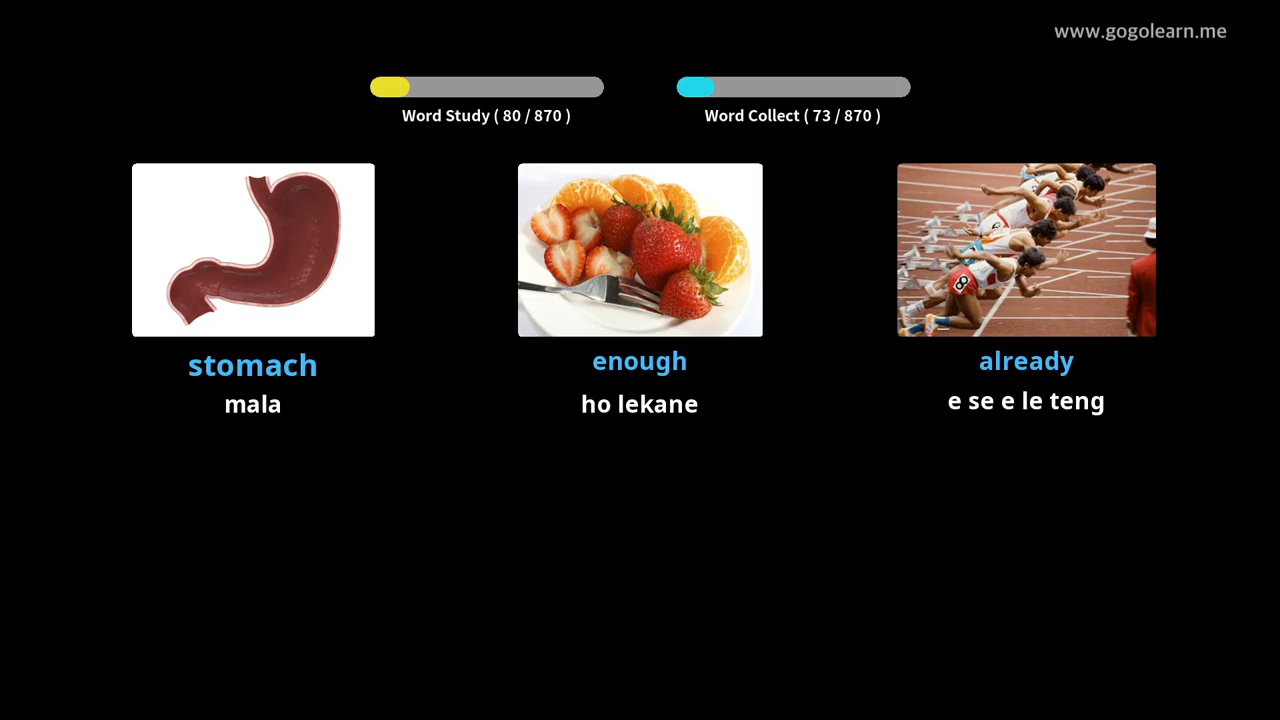 www.gogolearn.me
Word Study ( 80 / 870 )
Word Collect ( 73 / 870 )
stomach
mala
enough
ho lekane
already
e se e le teng